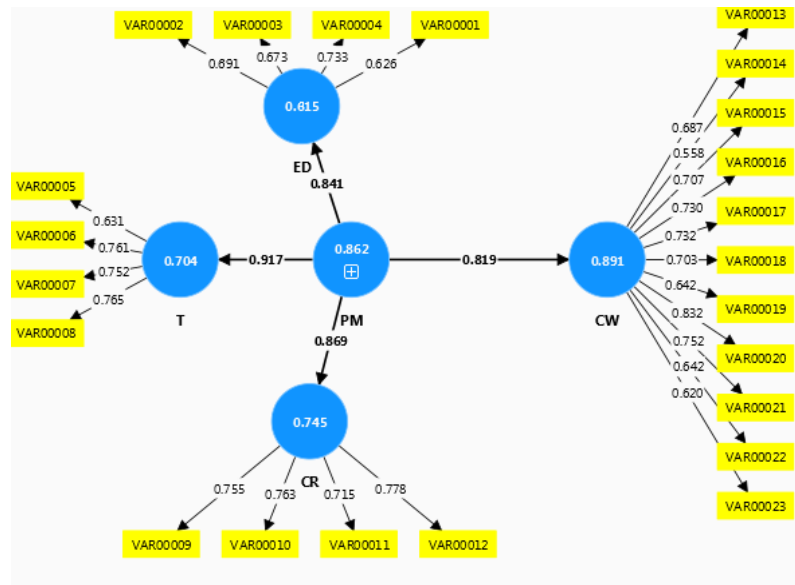 VAR00002 VAR00003 VAR00004 VAR00001 VAR00013
0.691 0.673 0.733 0.626
VAR00014
0.615
ED
VAR00015
0.687
0.558
VAR00016
0.707
VAR00005
0.841
0.730
VAR00017
0.631
0.732
VAR00006
0.761
0.704
0.917
0.862
0.819
0.891
0.703
VAR00018
0.752
VAR00007
0.765
0.642
VAR00019
T
PM
CW
0.832
VAR00008
0.869
0.752
VAR00020
0.642
0.620
VAR00021
0.745
CR
VAR00022
0.755 0.763 0.715 0.778
VAR00023
VAR00009 VAR00010 VAR00011 VAR00012